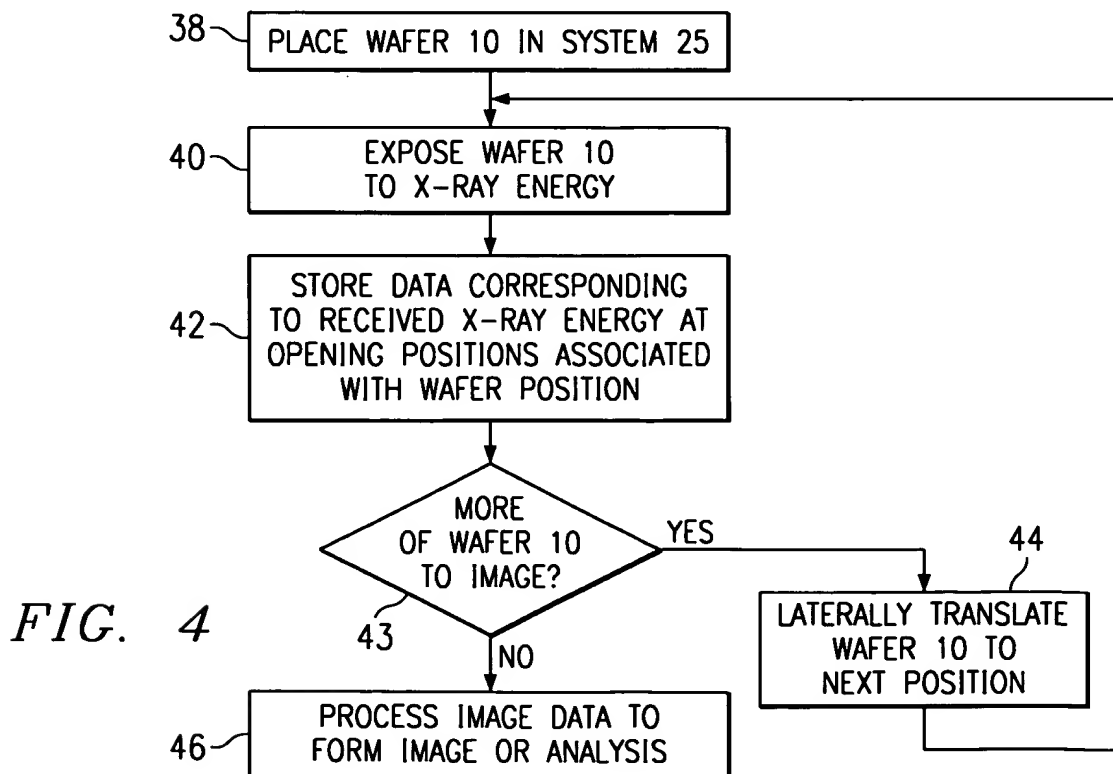 38
PLACE WAFER 10 IN SYSTEM 25
40
EXPOSE WAFER 10
TO X-RAY ENERGY
42
STORE DATA CORRESPONDING
TO RECEIVED X-RAY ENERGY AT
OPENING POSITIONS ASSOCIATED
WITH WAFER POSITION
MORE
OF WAFER 10
TO IMAGE?
43
YES
44
LATERALLY TRANSLATE
WAFER 10 TO
NEXT POSITION
NO
46
PROCESS IMAGE DATA TO
FORM IMAGE OR ANALYSIS
FIG. 4